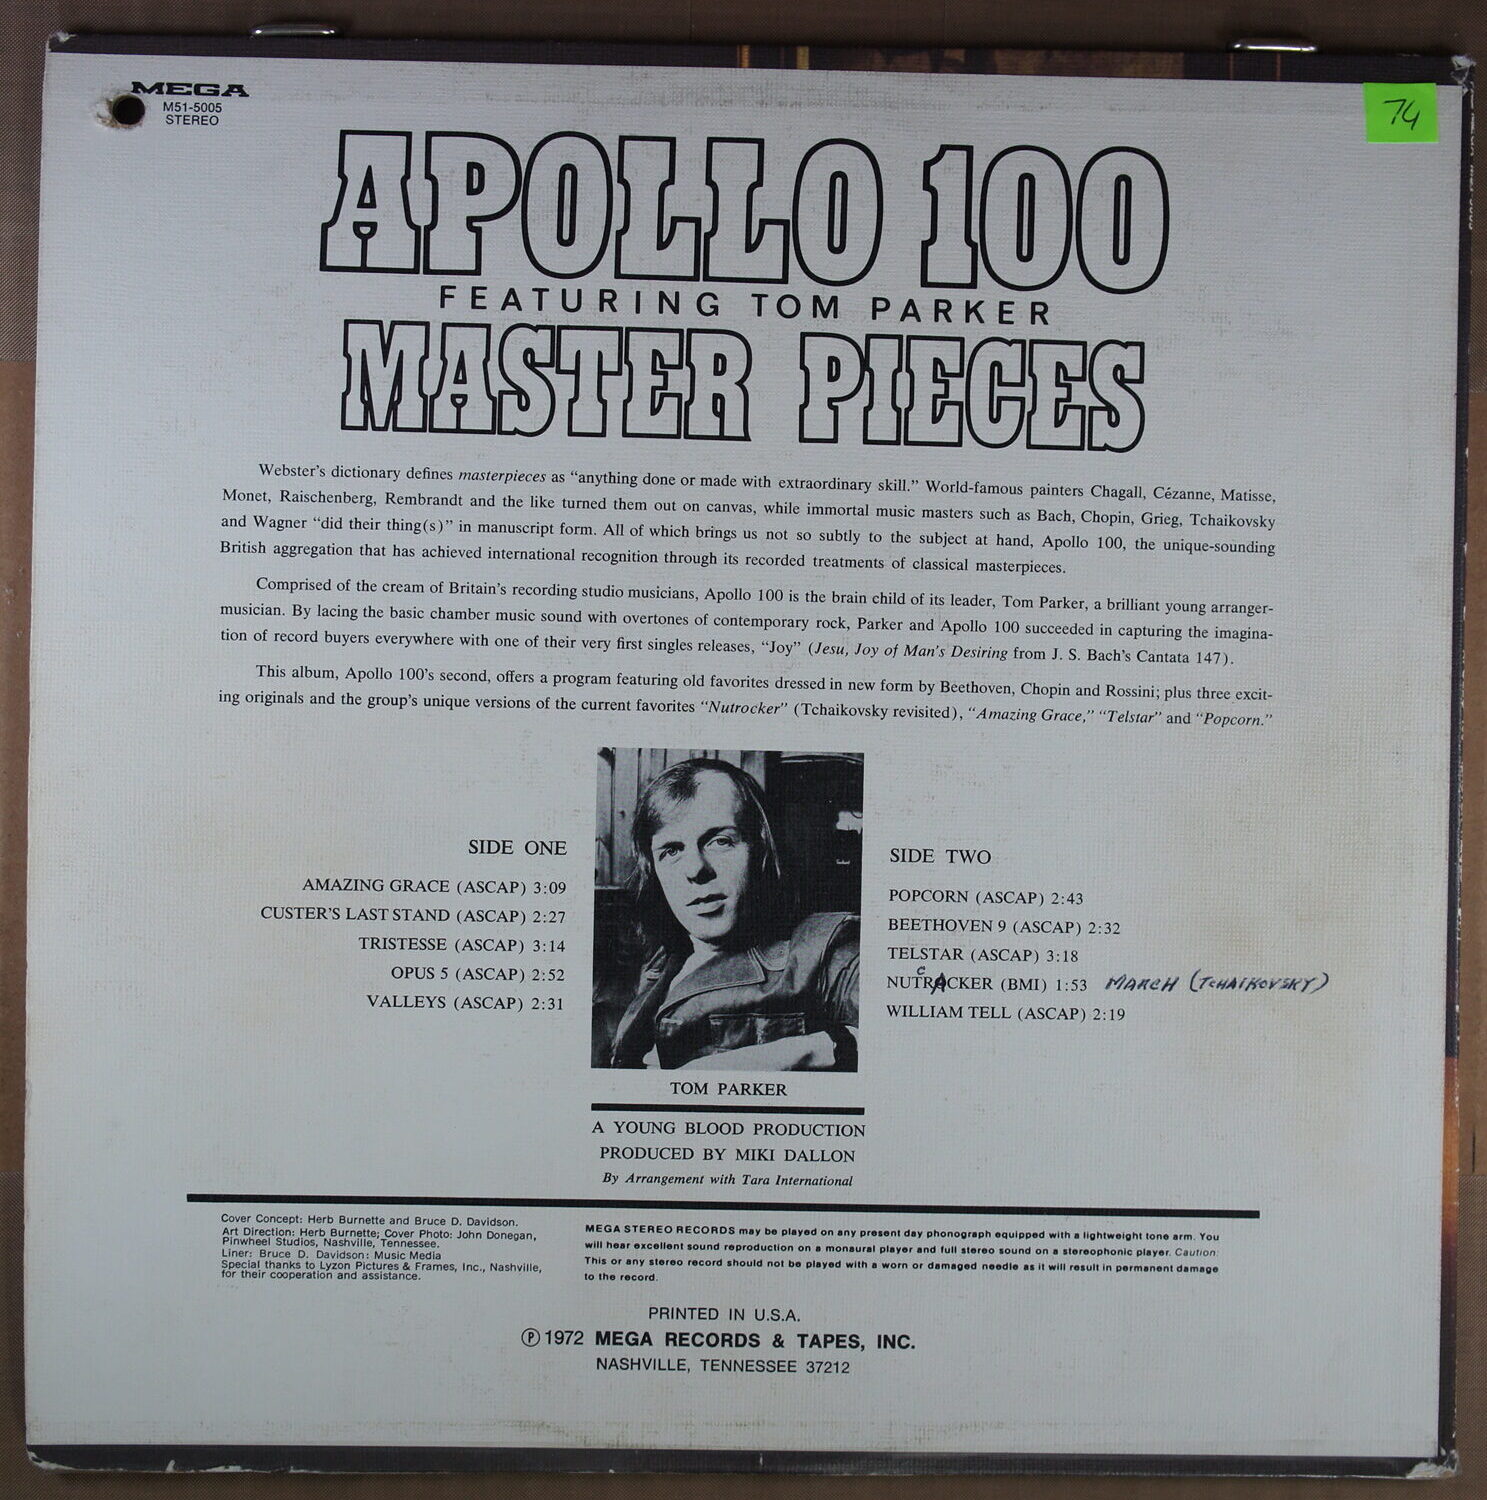 MEGA
M51-5005
STEREO
74
APOLLO 100
FEATURING TOM PARKER
MASTER PIECES
Webster's dictionary defines masterpieces as “anything done or made with extraordinary skill.” World-famous painters Chagall, Cézanne, Matisse,
Monet, Raischenberg, Rembrandt and the like turned them out on canvas, while immortal music masters such as Bach, Chopin, Grieg, Tchaikovsky
and Wagner “did their thing(s)” in manuscript form. All of which brings us not so subtly to the subject at hand, Apollo 100, the unique-sounding
British aggregation that has achieved international recognition through its recorded treatments of classical masterpieces.
Comprised of the cream of Britain's recording studio musicians, Apollo 100 is the brain child of its leader, Tom Parker, a brilliant young arranger-
musician. By lacing the basic chamber music sound with overtones of contemporary rock, Parker and Apollo 100 succeeded in capturing the imagina-
tion of record buyers everywhere with one of their very first singles releases, “Joy” (Jesu, Joy of Man's Desiring from J. S. Bach's Cantata 147).
This album, Apollo 100's second, offers a program featuring old favorites dressed in new form by Beethoven, Chopin and Rossini; plus three excit-
ing originals and the group's unique versions of the current favorites “Nutrocker” (Tchaikovsky revisited), “Amazing Grace,” “Telstar” and “Popcorn.”
SIDE ONE
AMAZING GRACE (ASCAP) 3:09
CUSTER'S LAST STAND (ASCAP) 2:27
TRISTESSE (ASCAP) 3:14
OPUS 5 (ASCAP) 2:52
VALLEYS (ASCAP) 2:31
SIDE TWO
POPCORN (ASCAP) 2:43
BEETHOVEN 9 (ASCAP) 2:32
TELSTAR (ASCAP) 3:18
NUTCRACKER (BMI) 1:53 MARCH (TCHAIKOVSKY)
WILLIAM TELL (ASCAP) 2:19
TOM PARKER
A YOUNG BLOOD PRODUCTION
PRODUCED BY MIKI DALLON
By Arrangement with Tara International
Cover Concept: Herb Burnette and Bruce D. Davidson.
Art Direction: Herb Burnette; Cover Photo: John Donegan,
Pinwheel Studios, Nashville, Tennessee.
Liner: Bruce D. Davidson: Music Media
Special thanks to Lyzon Pictures & Frames, Inc., Nashville,
for their cooperation and assistance.
MEGA STEREO RECORDS may be played on any present day phonograph equipped with a lightweight tone arm. You
will hear excellent sound reproduction on a monaural player and full stereo sound on a stereophonic player. Caution:
This or any stereo record should not be played with a worn or damaged needle as it will result in permanent damage
to the record.
PRINTED IN U.S.A.
Ⓟ 1972 MEGA RECORDS & TAPES, INC.
NASHVILLE, TENNESSEE 37212